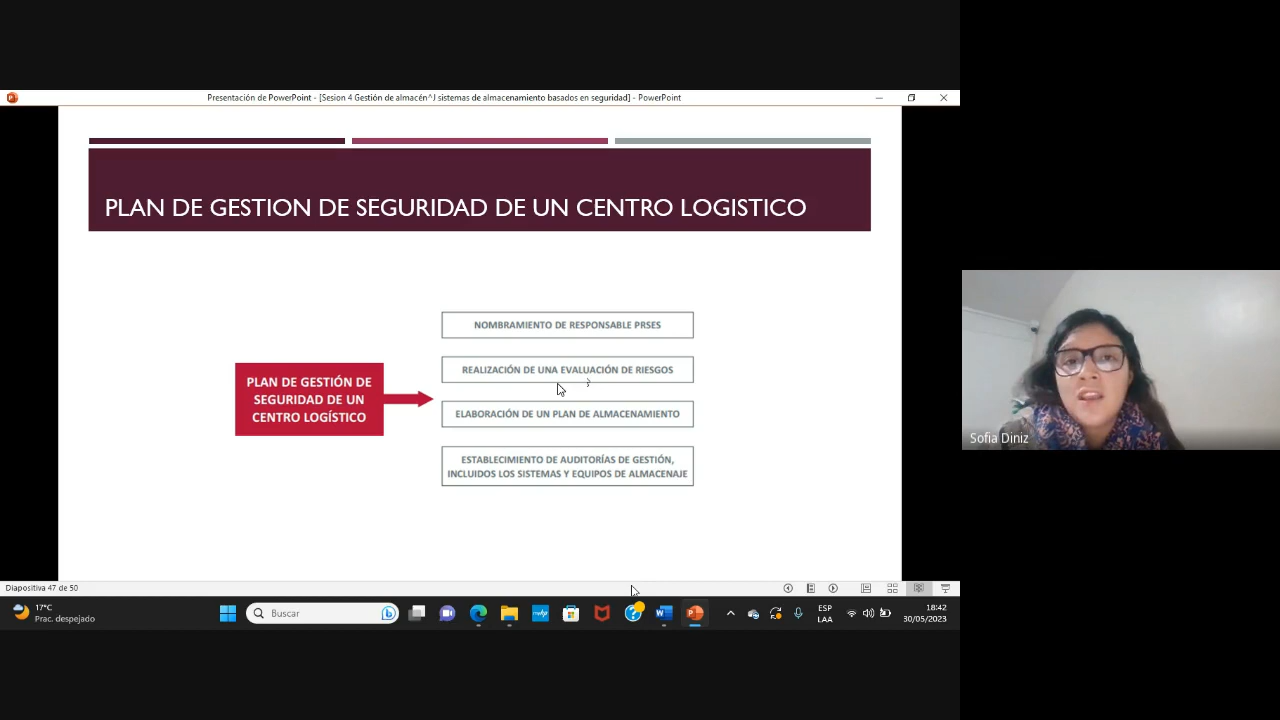 Presentación de PowerPoint - [Sesion 4 Gestión de almacén^J sistemas de almacenamiento basados en seguridad] - PowerPoint
PLAN DE GESTION DE SEGURIDAD DE UN CENTRO LOGISTICO
NOMBRAMIENTO DE RESPONSABLE PRSES
REALIZACIÓN DE UNA EVALUACIÓN DE RIESGOS
PLAN DE GESTIÓN DE
SEGURIDAD DE UN
CENTRO LOGÍSTICO
ELABORACIÓN DE UN PLAN DE ALMACENAMIENTO
ESTABLECIMIENTO DE AUDITORÍAS DE GESTIÓN,
INCLUIDOS LOS SISTEMAS Y EQUIPOS DE ALMACENAJE
Sofia Diniz
Diapositiva 47 de 50
17°C
Parc. despejado
Buscar
ESP
LAA
18:42
30/05/2023